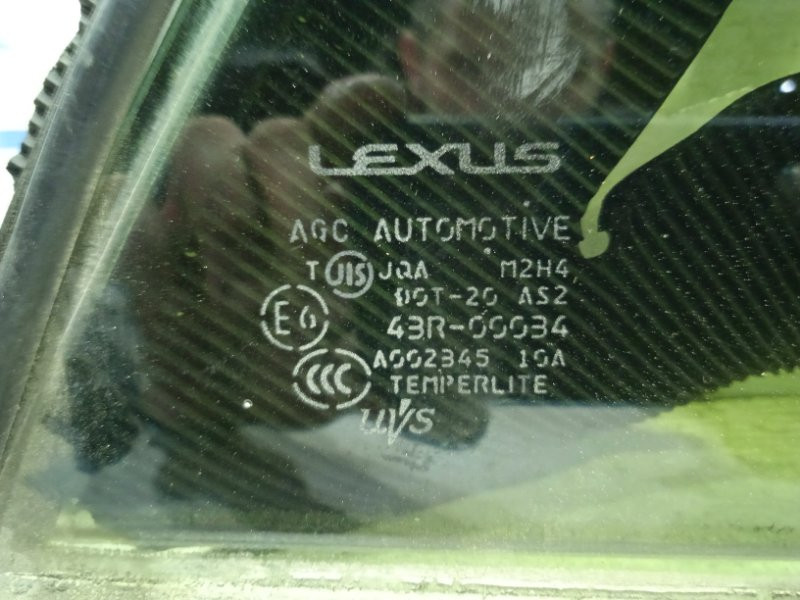 LEXUS
AGC AUTOMOTIVE
T JIS JQA M2H4
DOT-20 AS2
E6 43R-00034
CCC A002345 10A
TEMPERLITE
UVS